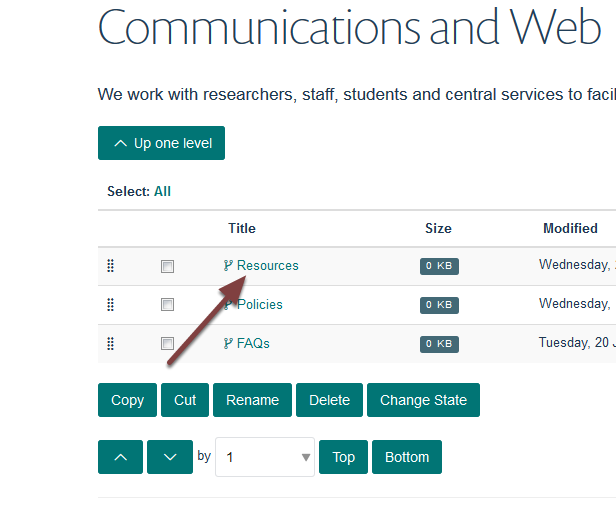 Communications and Web
We work with researchers, staff, students and central services to
Up one level
Select: All
Title Size Modified
Resources 0 KB Wednesday,
Policies 0 KB Wednesday,
FAQs 0 KB Tuesday, 20
Copy Cut Rename Delete Change State
by 1 Top Bottom